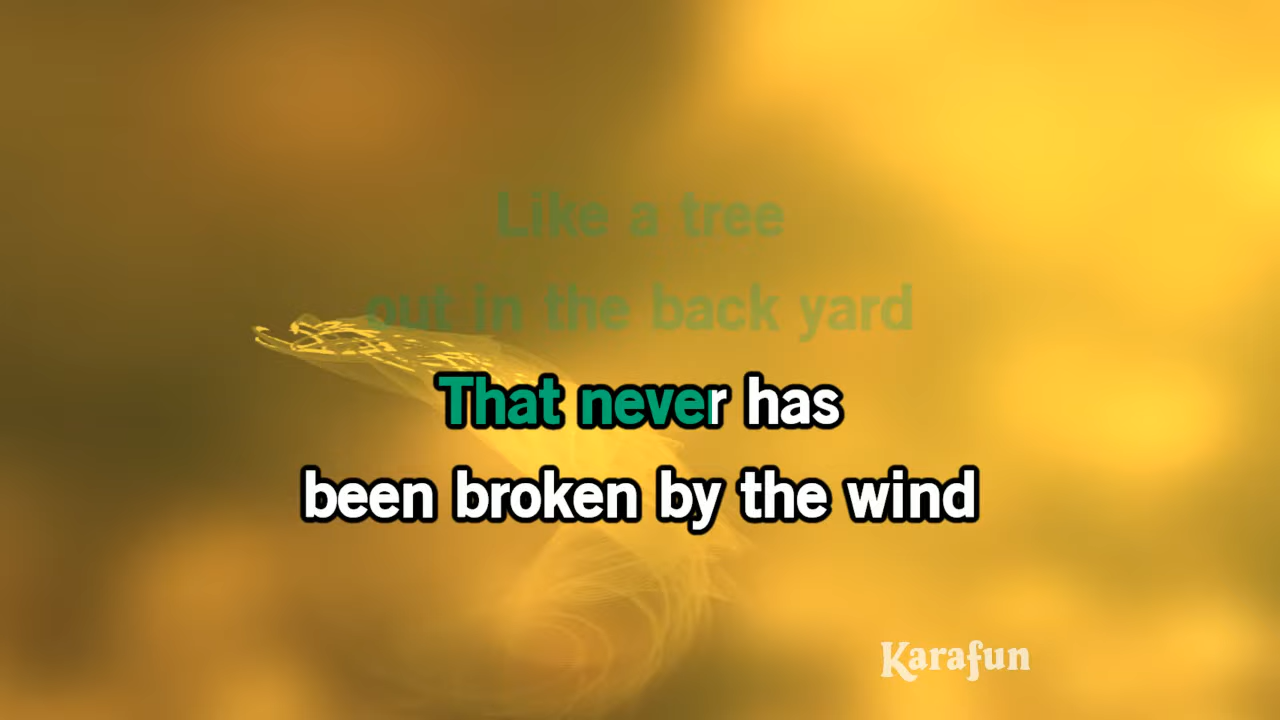 Like a tree
out in the back yard
That never has
been broken by the wind
Karafun